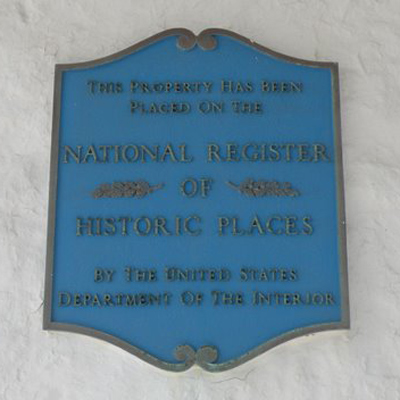 This Property Has Been
Placed On The
NATIONAL REGISTER
OF
HISTORIC PLACES
By The United States
Department Of The Interior